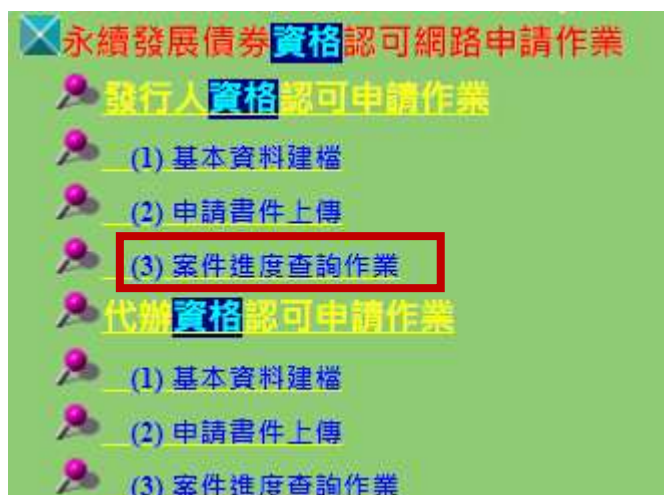 永續發展債券資格認可網路申請作業
發行人資格認可申請作業
(1) 基本資料建檔
(2) 申請書件上傳
(3) 案件進度查詢作業
代辦資格認可申請作業
(1) 基本資料建檔
(2) 申請書件上傳
(3) 案件進度查詢作業